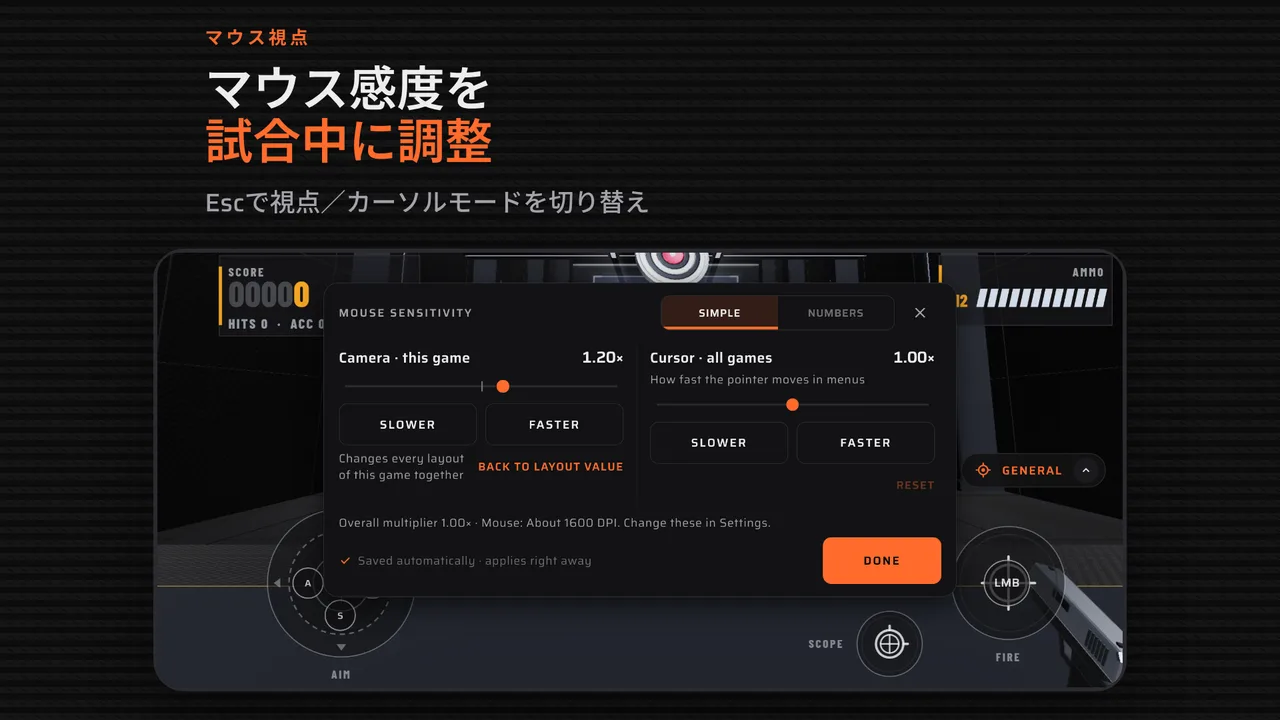 マウス視点
マウス感度を
試合中に調整
Escで視点／カーソルモードを切り替え
SCORE
00000
HITS 0 · ACC 0
AMMO
12
MOUSE SENSITIVITY
SIMPLE
NUMBERS
Camera · this game
1.20×
SLOWER
FASTER
Changes every layout
of this game together
BACK TO LAYOUT VALUE
Cursor · all games
1.00×
How fast the pointer moves in menus
SLOWER
FASTER
RESET
Overall multiplier 1.00× · Mouse: About 1600 DPI. Change these in Settings.
Saved automatically · applies right away
DONE
GENERAL
A
S
AIM
SCOPE
LMB
FIRE